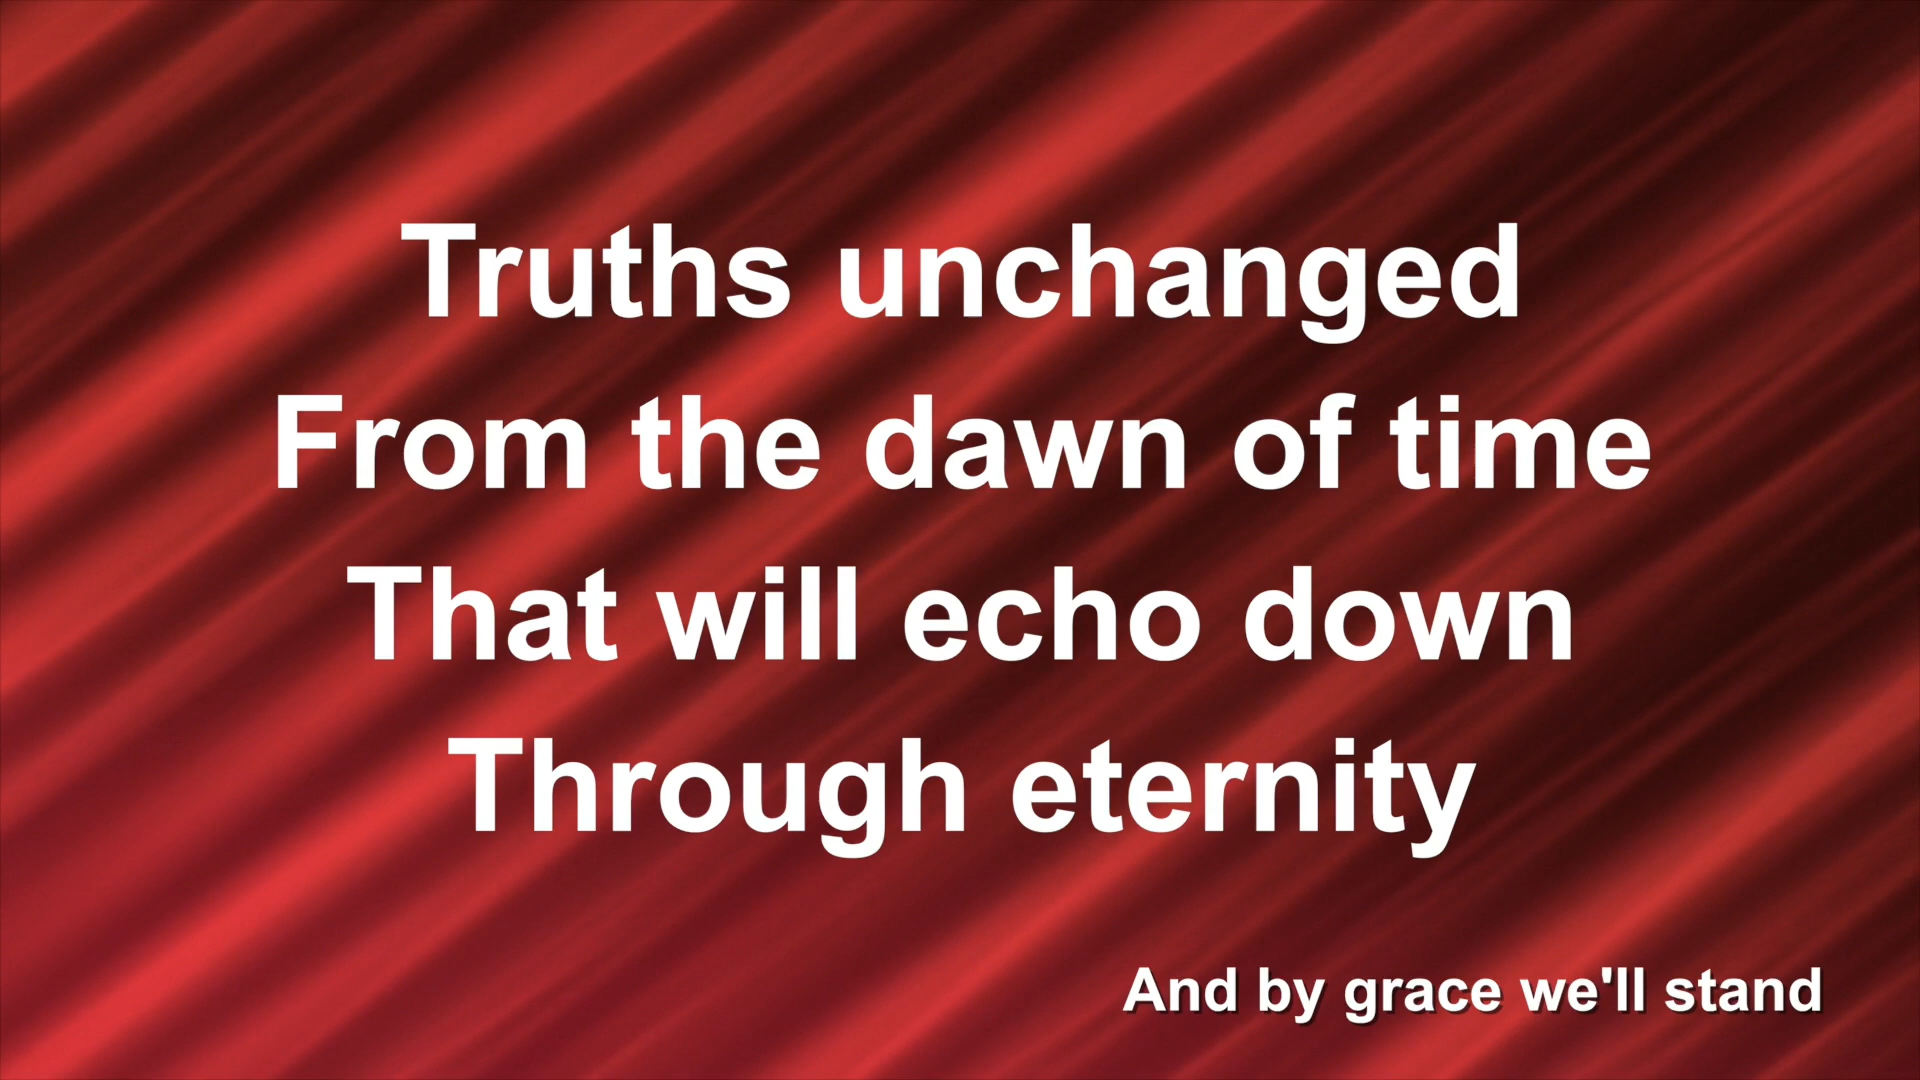 Truths unchanged
From the dawn of time
That will echo down
Through eternity
And by grace we'll stand